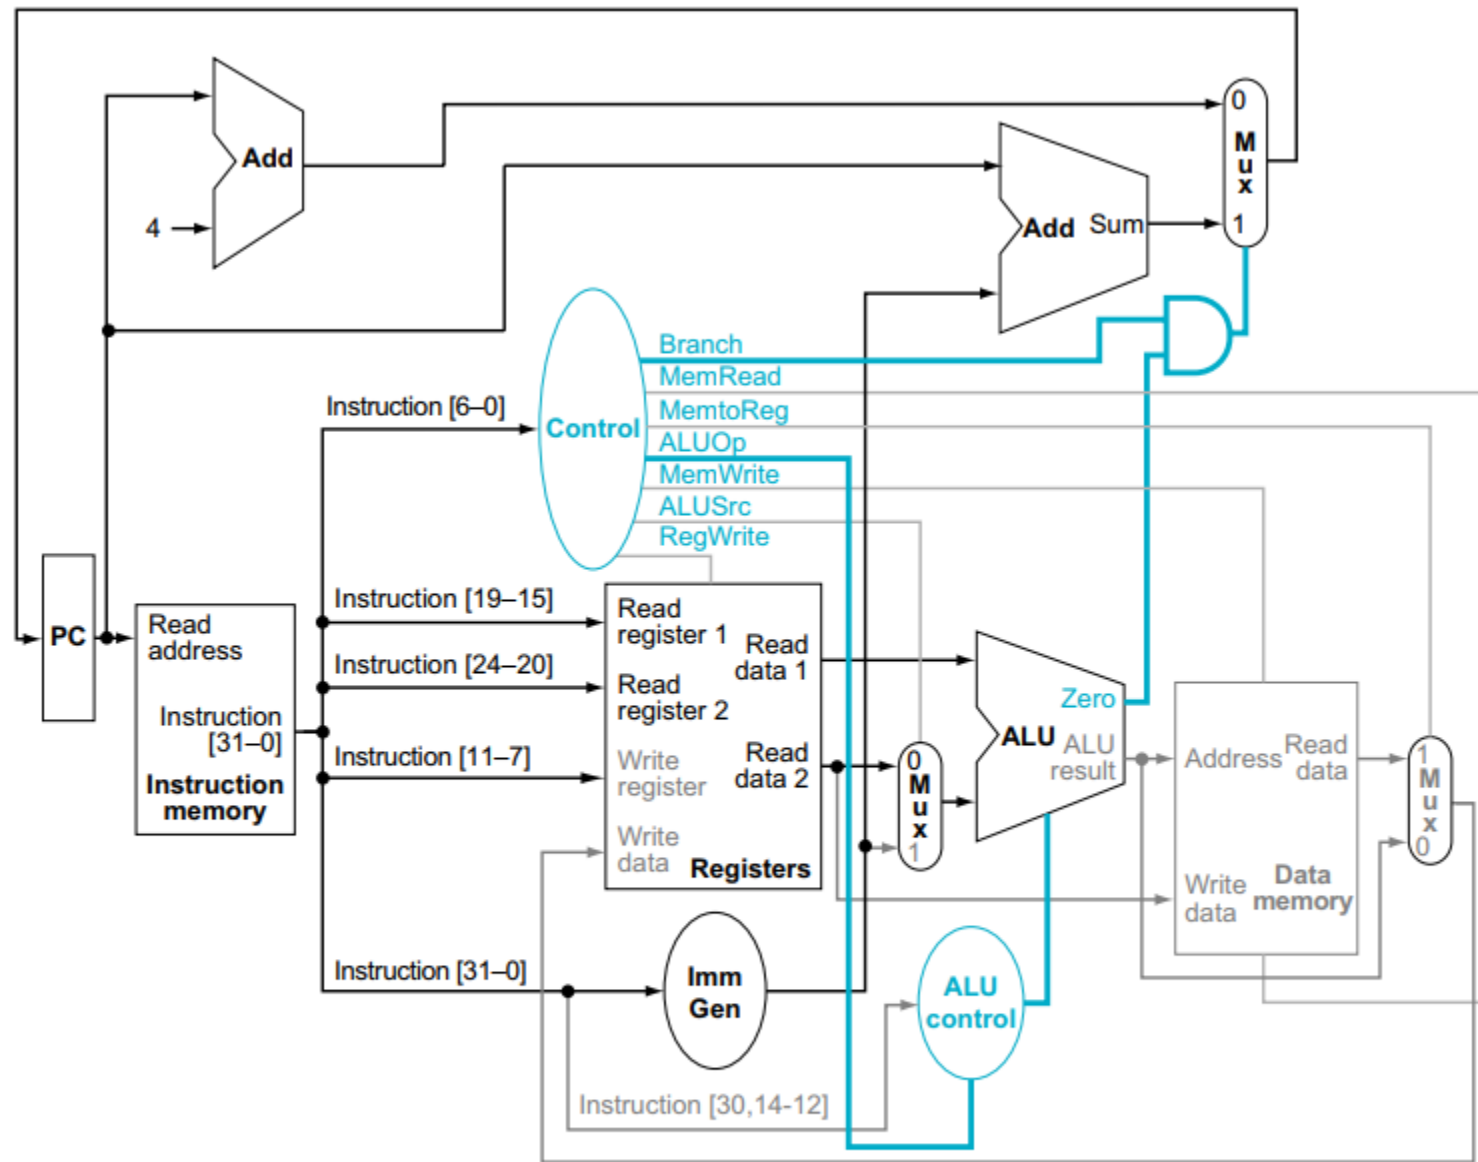 0
M
u
x
1
Add
4
Add Sum
Branch
MemRead
Instruction [6–0]
Control
MemtoReg
ALUOp
MemWrite
ALUSrc
RegWrite
PC
Read
address
Instruction
[31–0]
Instruction
memory
Instruction [19–15]
Instruction [24–20]
Instruction [11–7]
Instruction [31–0]
Read
register 1
Read
register 2
Write
register
Write
data
Read
data 1
Read
data 2
Registers
0
M
u
x
1
Zero
ALU
ALU
result
Address
Read
data
Write
data
Data
memory
1
M
u
x
0
Imm
Gen
ALU
control
Instruction [30,14-12]